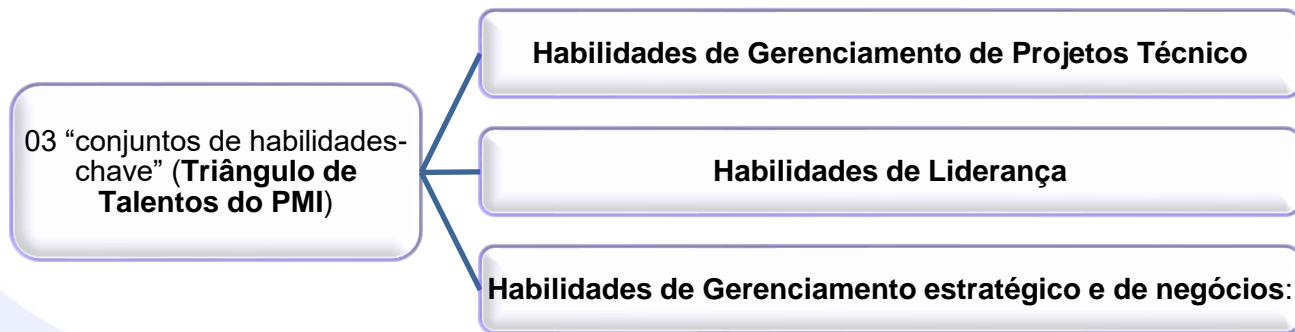 Habilidades de Gerenciamento de Projetos Técnico
03 “conjuntos de habilidades-
chave” (Triângulo de
Talentos do PMI)
Habilidades de Liderança
Habilidades de Gerenciamento estratégico e de negócios: